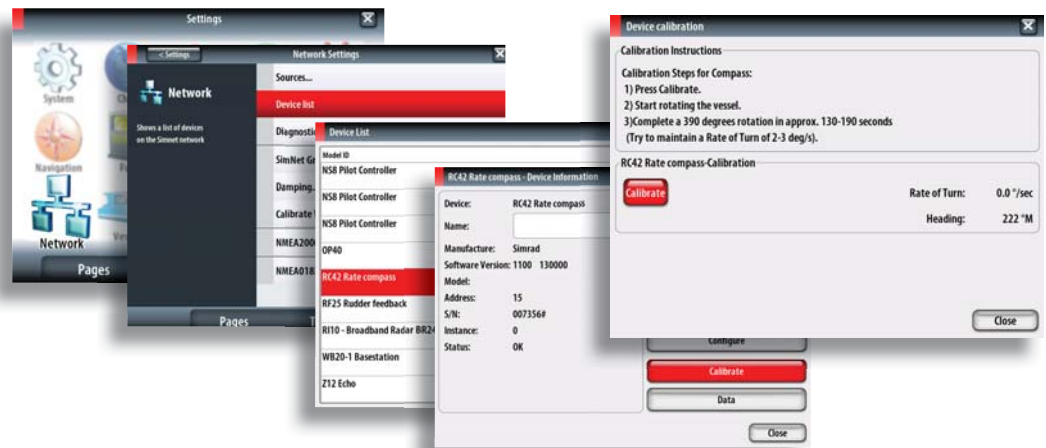 Settings
System
Navigation
Network
Pages
< Settings
Network Settings
Network
Shows a list of devices
on the Simnet network
Sources...
Device list
SimNet
Damping.
Calibrate
Pages
Device List
Model ID
NS8 Pilot Controller
NS8 Pilot Controller
NS8 Pilot Controller
OP40
RC42 Rate compass
RF25 Rudder feedback
RI10 - Broadband Radar BR24
WB20-1 Basestation
Z12 Echo
RC42 Rate compass - Device Information
Device: RC42 Rate compass
Name:
Manufacture: Simrad
Software Version: 1100 130000
Model:
Address: 15
S/N: 007356#
Instance: 0
Status: OK
Configure
Calibrate
Data
Close
Device calibration
Calibration Instructions
Calibration Steps for Compass:
1) Press Calibrate.
2) Start rotating the vessel.
3)Complete a 390 degrees rotation in approx. 130-190 seconds
(Try to maintain a Rate of Turn of 2-3 deg/s).
RC42 Rate compass-Calibration
Calibrate
Rate of Turn: 0.0 °/sec
Heading: 222 °M
Close